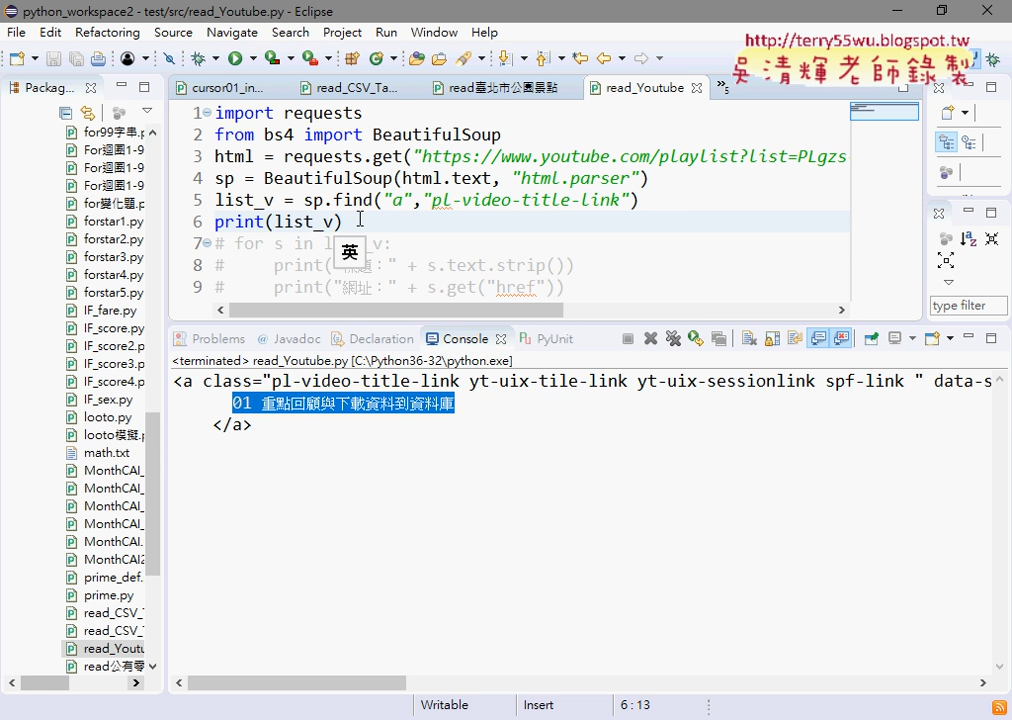 python_workspace2 - test/src/read_Youtube.py - Eclipse
File Edit Refactoring Source Navigate Search Project Run Window Help
http://terry55wu.blogspot.tw
吳清輝老師錄製
Packag...
cursor01_in...
read_CSV_Ta...
read臺北市公園景點
read_Youtube
5
1 import requests
2 from bs4 import BeautifulSoup
3 html = requests.get("https://www.youtube.com/playlist?list=PLgzs
4 sp = BeautifulSoup(html.text, "html.parser")
5 list_v = sp.find("a","pl-video-title-link")
6 print(list_v)
7 # for s in l v:
英
8 # print( 標題：" + s.text.strip())
9 # print("網址：" + s.get("href"))
for99字串.p
For迴圈1-9
For迴圈1-9
For迴圈1-9
for變化題.p
forstar1.py
forstar2.py
forstar3.py
forstar4.py
forstar5.py
IF_fare.py
IF_score.py
IF_score2.p
IF_score3.p
IF_score4.p
IF_sex.py
looto.py
looto模擬.p
math.txt
MonthCAI_
MonthCAI_
MonthCAI_
MonthCAI_
MonthCAI.
MonthCAI2
prime_def.
prime.py
read_CSV_
read_CSV_
read_Youtu
read公有零
type filter
Problems
Javadoc
Declaration
Console
PyUnit
<terminated> read_Youtube.py [C:\Python36-32\python.exe]
<a class="pl-video-title-link yt-uix-tile-link yt-uix-sessionlink spf-link " data-s
01 重點回顧與下載資料到資料庫
</a>
Writable
Insert
6 : 13